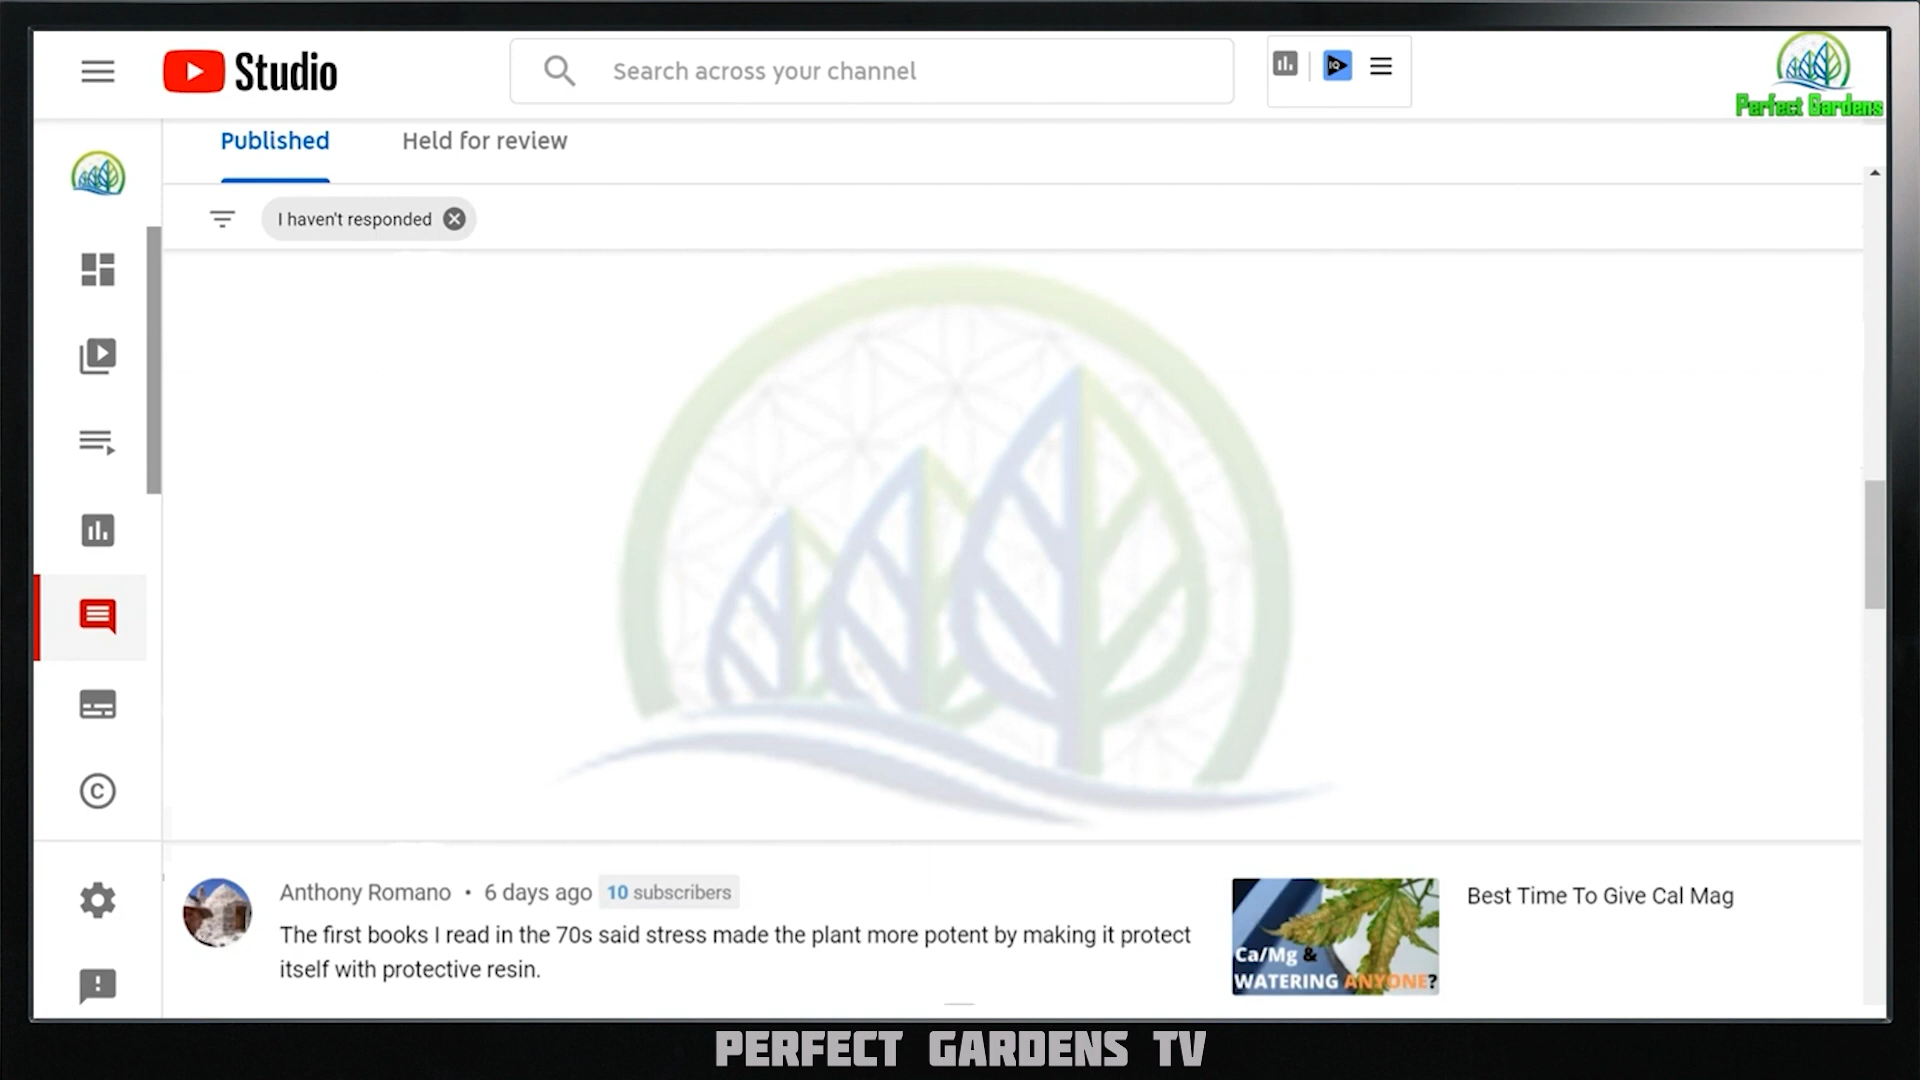 Studio
Search across your channel
IQ
Perfect Gardens
Published
Held for review
I haven't responded
Anthony Romano • 6 days ago 10 subscribers
The first books I read in the 70s said stress made the plant more potent by making it protect
itself with protective resin.
Ca/Mg &
WATERING ANYONE?
Best Time To Give Cal Mag
PERFECT GARDENS TV